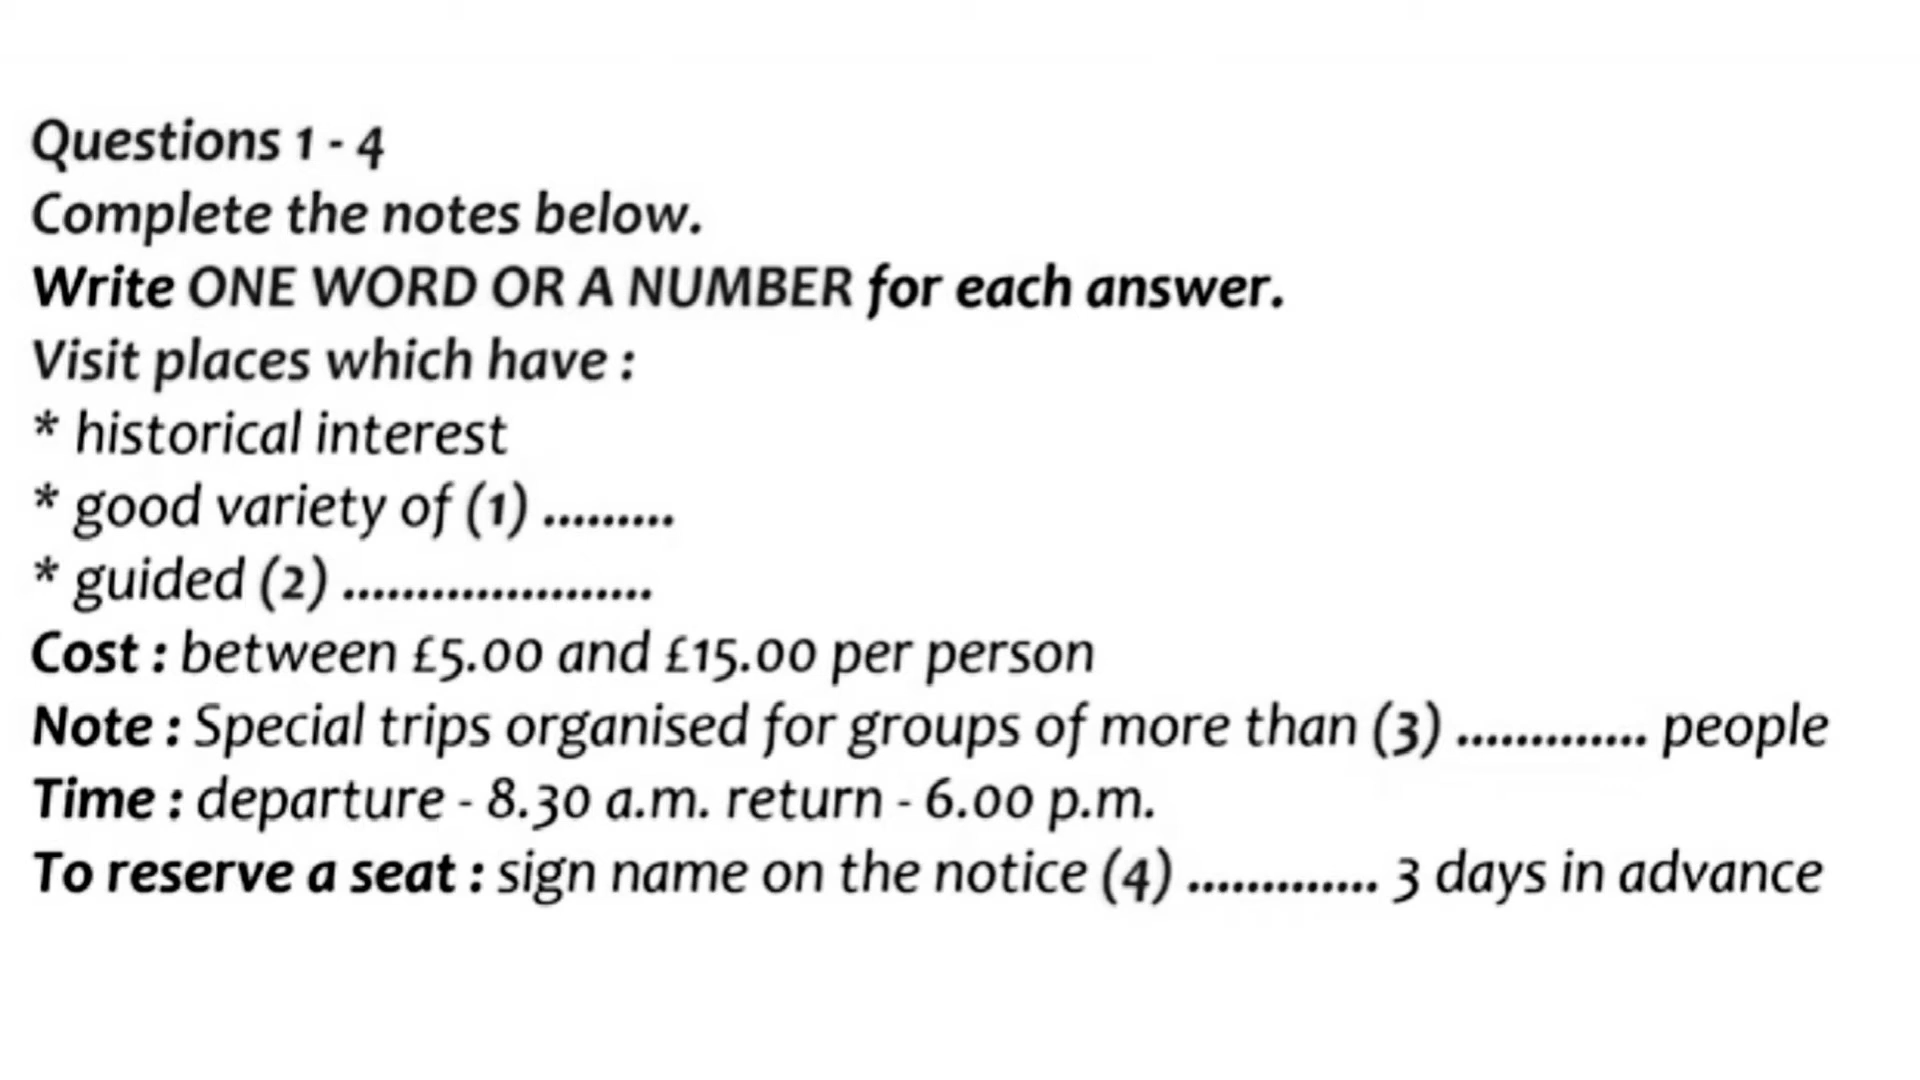 Questions 1 - 4
Complete the notes below.
Write ONE WORD OR A NUMBER for each answer.
Visit places which have :
* historical interest
* good variety of (1) .........
* guided (2) .....................
Cost : between £5.00 and £15.00 per person
Note : Special trips organised for groups of more than (3) ............. people
Time : departure - 8.30 a.m. return - 6.00 p.m.
To reserve a seat : sign name on the notice (4) ............. 3 days in advance